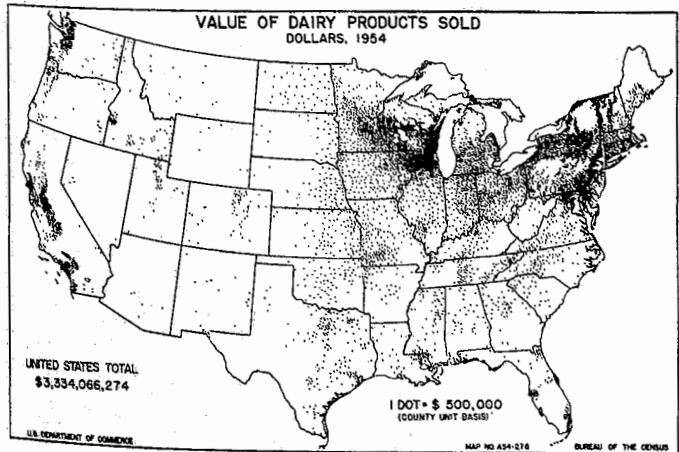 VALUE OF DAIRY PRODUCTS SOLD
DOLLARS, 1954
UNITED STATES TOTAL
$3,334,066,274
1 DOT = $ 500,000
(COUNTY UNIT BASIS)
U.S. DEPARTMENT OF COMMERCE
MAP NO. A54-276
BUREAU OF THE CENSUS